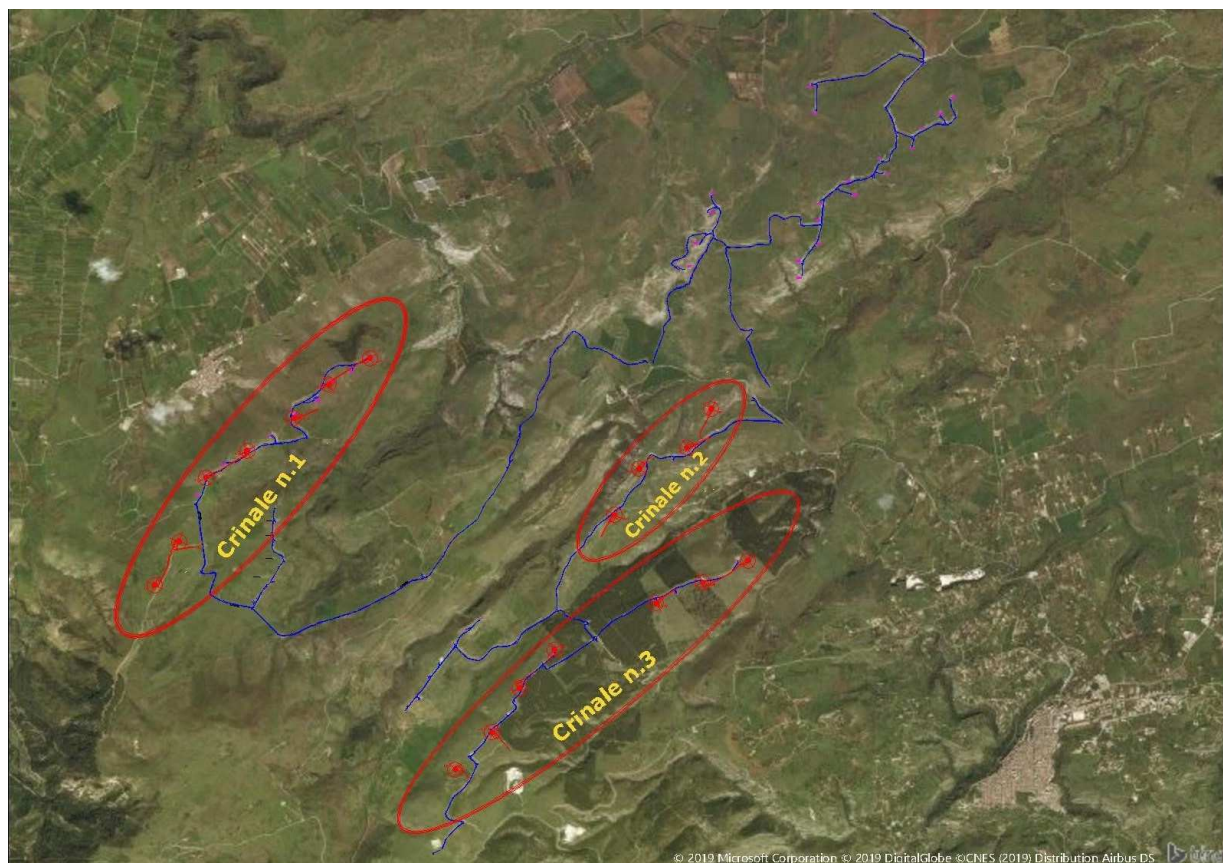 Crinale n.1
Crinale n.2
Crinale n.3
© 2019 Microsoft Corporation © 2019 DigitalGlobe ©CNES (2019) Distribution Airbus DS